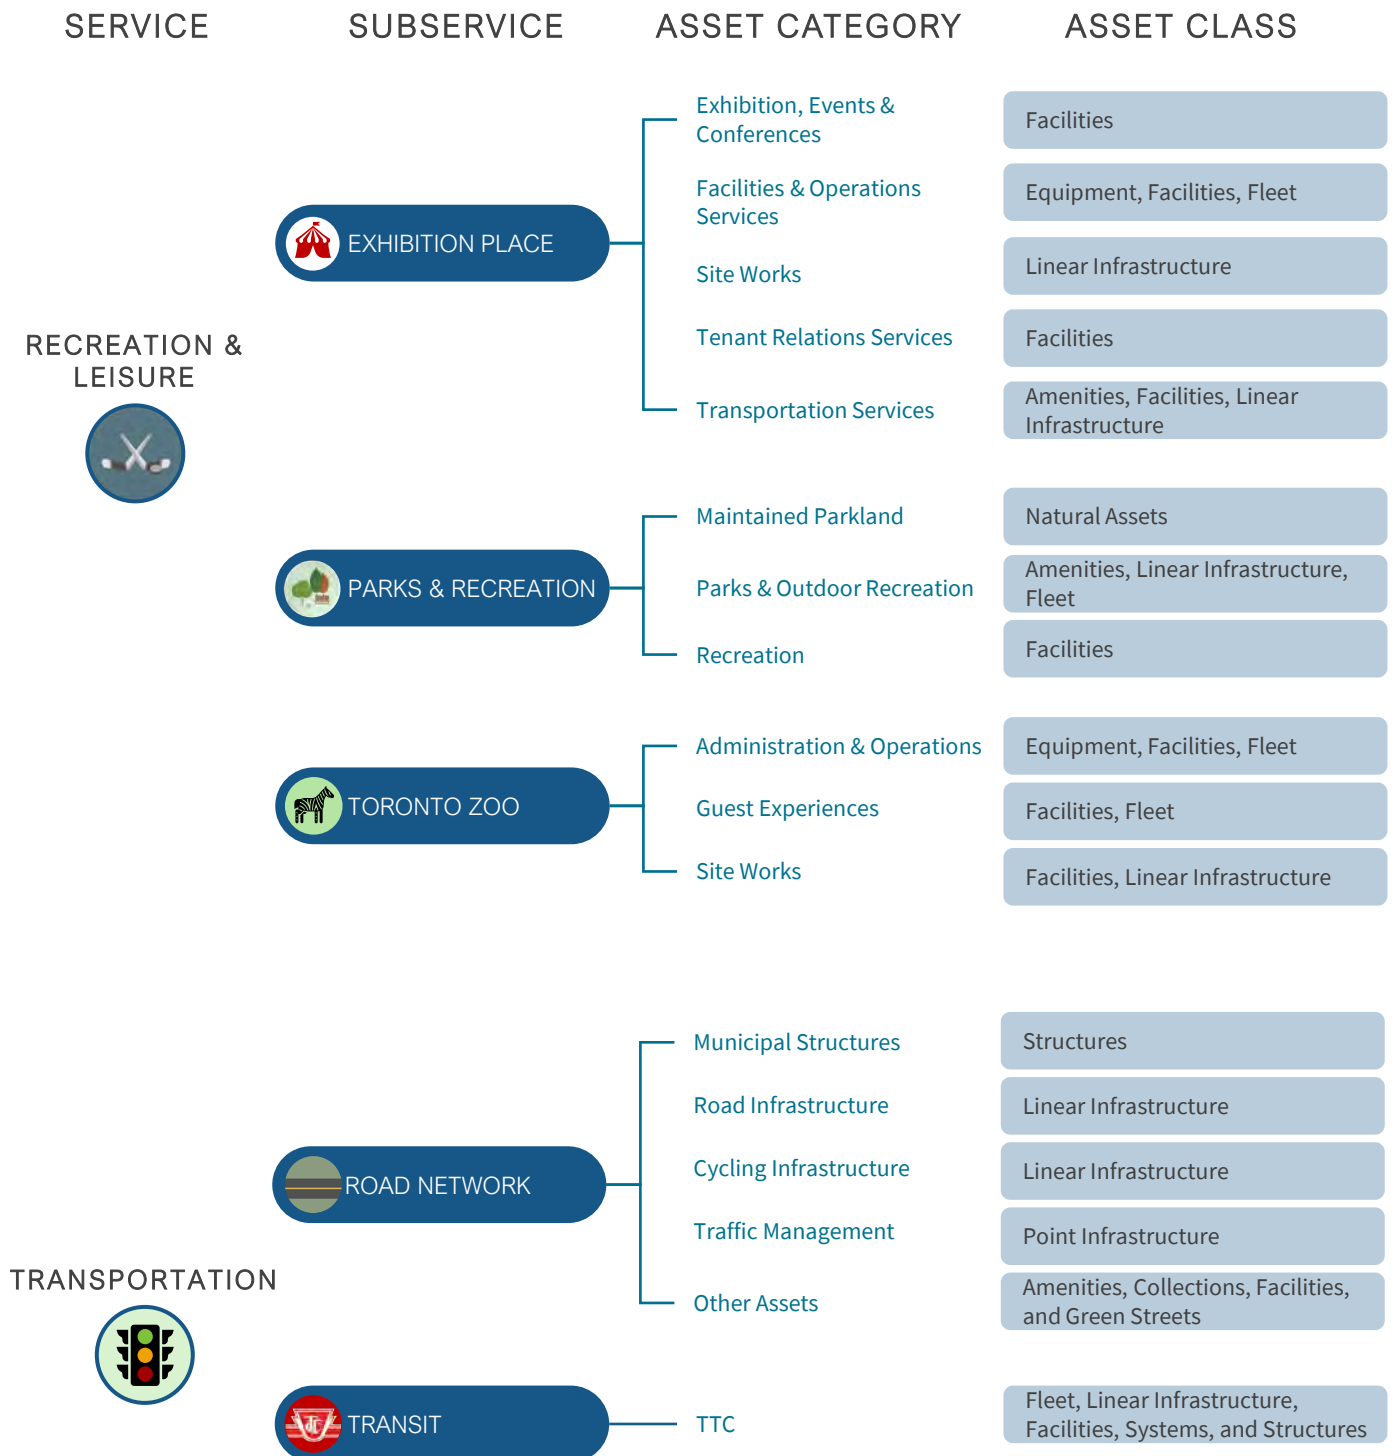 SERVICE
SUBSERVICE
ASSET CATEGORY
ASSET CLASS
RECREATION &
LEISURE
EXHIBITION PLACE
Exhibition, Events &
Conferences
Facilities
Facilities & Operations
Services
Equipment, Facilities, Fleet
Site Works
Linear Infrastructure
Tenant Relations Services
Facilities
Transportation Services
Amenities, Facilities, Linear
Infrastructure
PARKS & RECREATION
Maintained Parkland
Natural Assets
Parks & Outdoor Recreation
Amenities, Linear Infrastructure,
Fleet
Recreation
Facilities
TORONTO ZOO
Administration & Operations
Equipment, Facilities, Fleet
Guest Experiences
Facilities, Fleet
Site Works
Facilities, Linear Infrastructure
TRANSPORTATION
ROAD NETWORK
Municipal Structures
Structures
Road Infrastructure
Linear Infrastructure
Cycling Infrastructure
Linear Infrastructure
Traffic Management
Point Infrastructure
Other Assets
Amenities, Collections, Facilities,
and Green Streets
TRANSIT
TTC
Fleet, Linear Infrastructure,
Facilities, Systems, and Structures